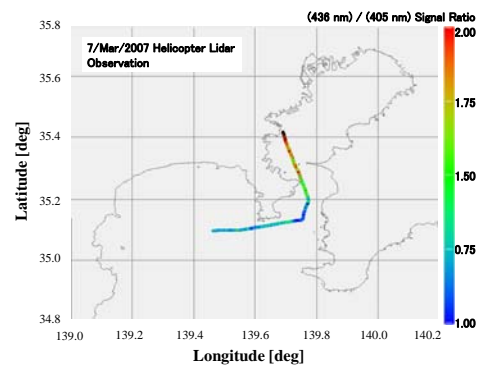 (436 nm) / (405 nm) Signal Ratio
35.8
7/Mar/2007 Helicopter Lidar
Observation
2.00
35.6
1.75
35.4
Latitude [deg]
1.50
35.2
0.75
35.0
34.8
1.00
139.0 139.2 139.4 139.6 139.8 140.0 140.2
Longitude [deg]